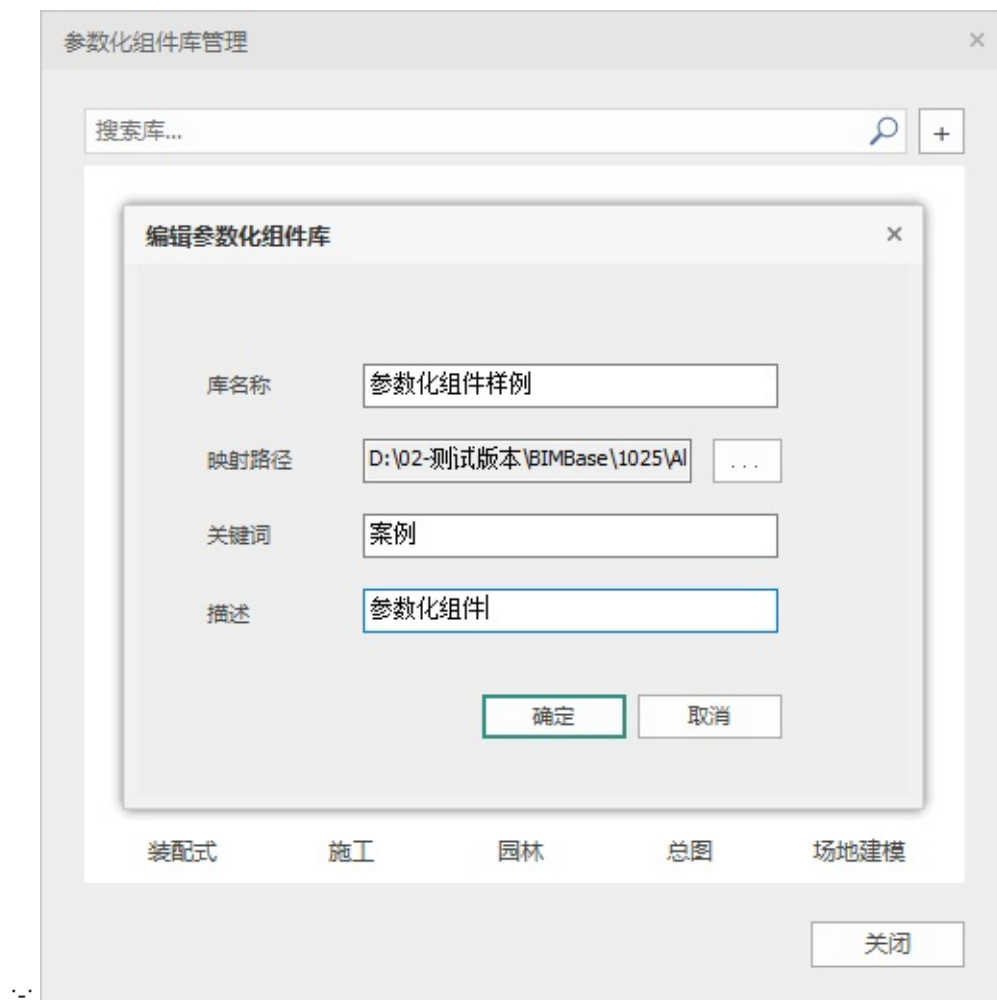 参数化组件库管理 ×
搜索库... +
编辑参数化组件库 ×
库名称 参数化组件样例
映射路径 D:\02-测试版本\BIMBase\1025\Al ...
关键词 案例
描述 参数化组件
确定 取消
装配式 施工 园林 总图 场地建模
关闭
·-·